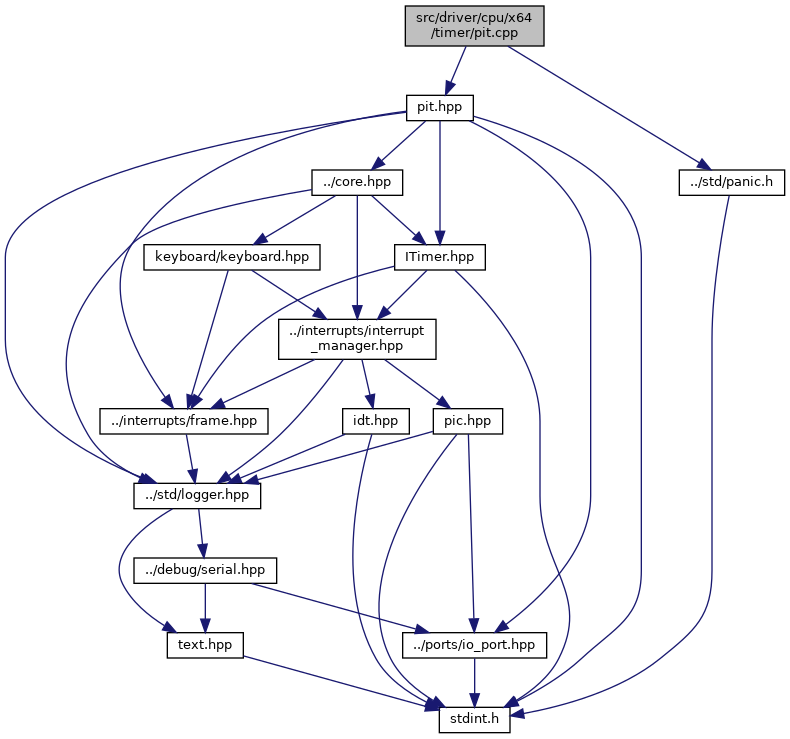 src/driver/cpu/x64
/timer/pit.cpp
pit.hpp
../core.hpp
../std/panic.h
keyboard/keyboard.hpp
ITimer.hpp
../interrupts/interrupt
_manager.hpp
../interrupts/frame.hpp
idt.hpp
pic.hpp
../std/logger.hpp
../debug/serial.hpp
text.hpp
../ports/io_port.hpp
stdint.h